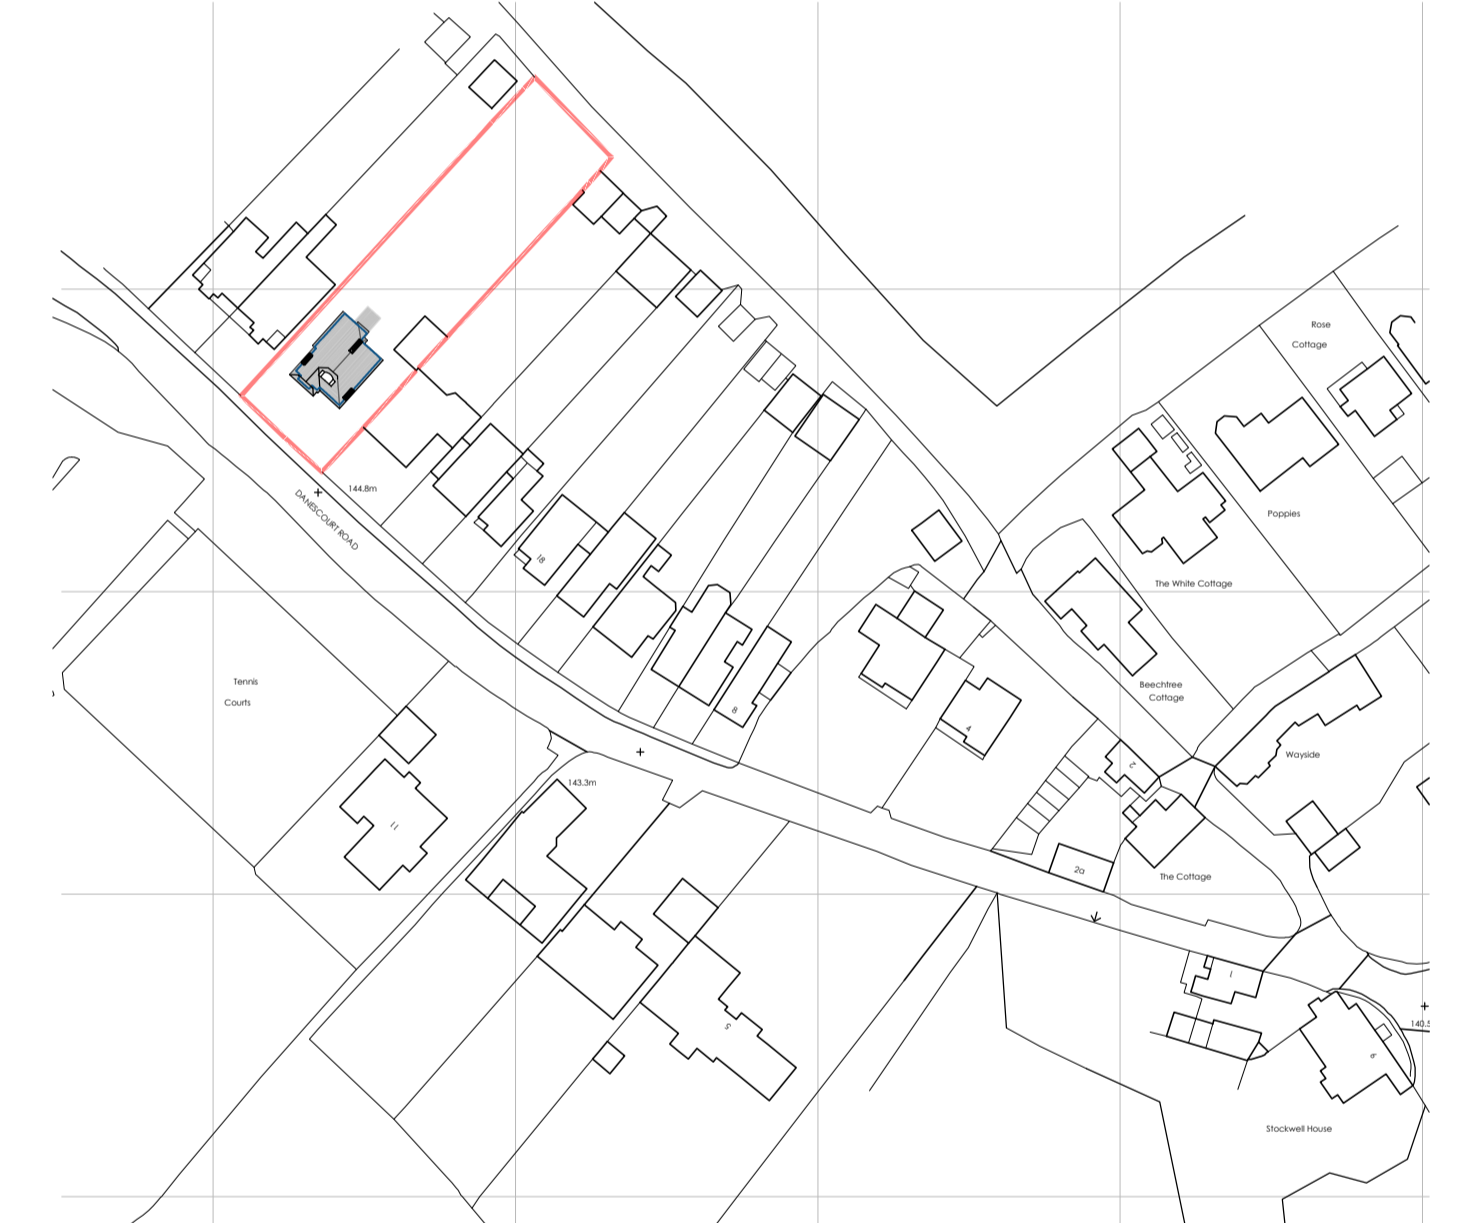 Rose
Cottage
144.8m
DANESCOURT ROAD
Poppies
18
The White Cottage
Tennis
Courts
Beechtree
Cottage
8
4
Wayside
2
143.3m
11
2a
The Cottage
1
5
140.5
Stockwell House